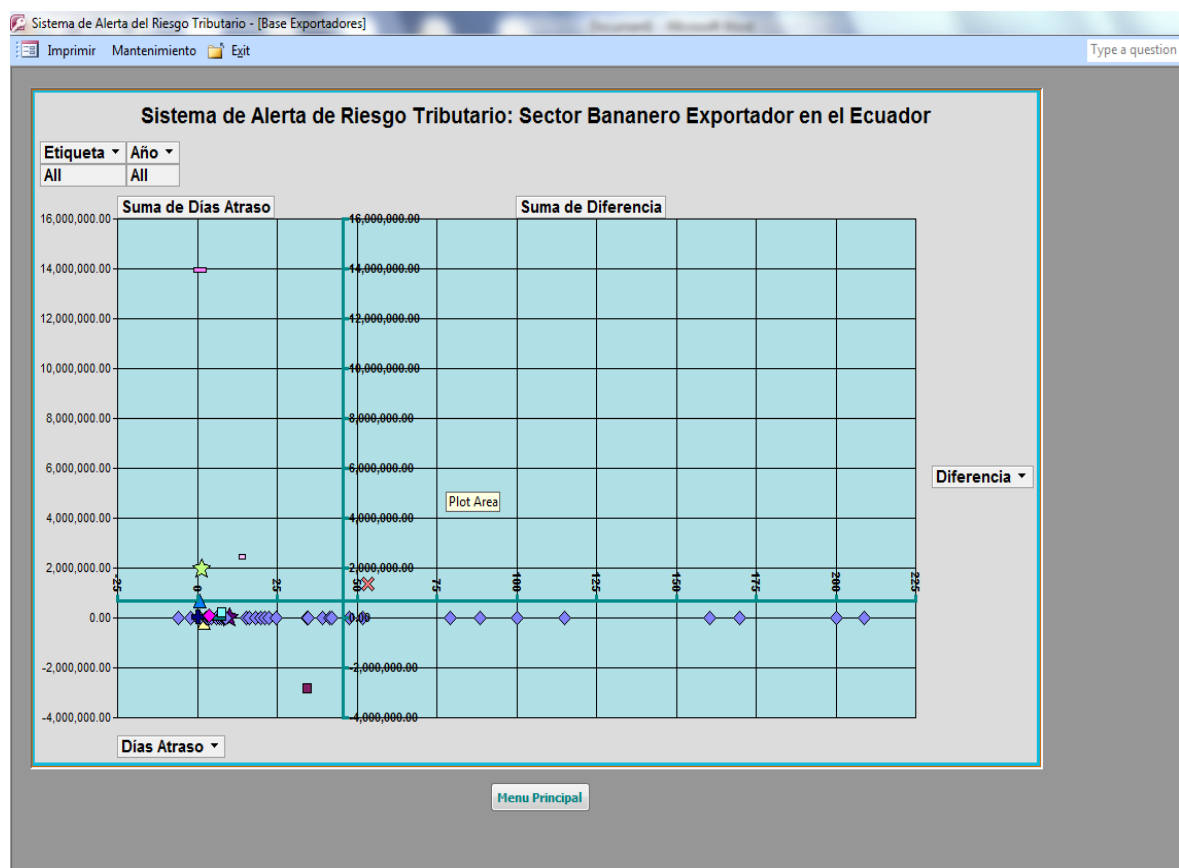 Sistema de Alerta del Riesgo Tributario - [Base Exportadores]
Imprimir Mantenimiento Exit Type a question
Sistema de Alerta de Riesgo Tributario: Sector Bananero Exportador en el Ecuador
Etiqueta Año
All All
Suma de Días Atraso Suma de Diferencia
16,000,000.00 16,000,000.00
14,000,000.00 14,000,000.00
12,000,000.00 12,000,000.00
10,000,000.00 10,000,000.00
8,000,000.00 8,000,000.00
6,000,000.00 6,000,000.00
Diferencia
Plot Area
4,000,000.00 4,000,000.00
2,000,000.00 2,000,000.00
-25 0 25 50 75 100 125 150 175 200 225
0.00 0.00
-2,000,000.00 -2,000,000.00
-4,000,000.00 -4,000,000.00
Días Atraso
Menu Principal